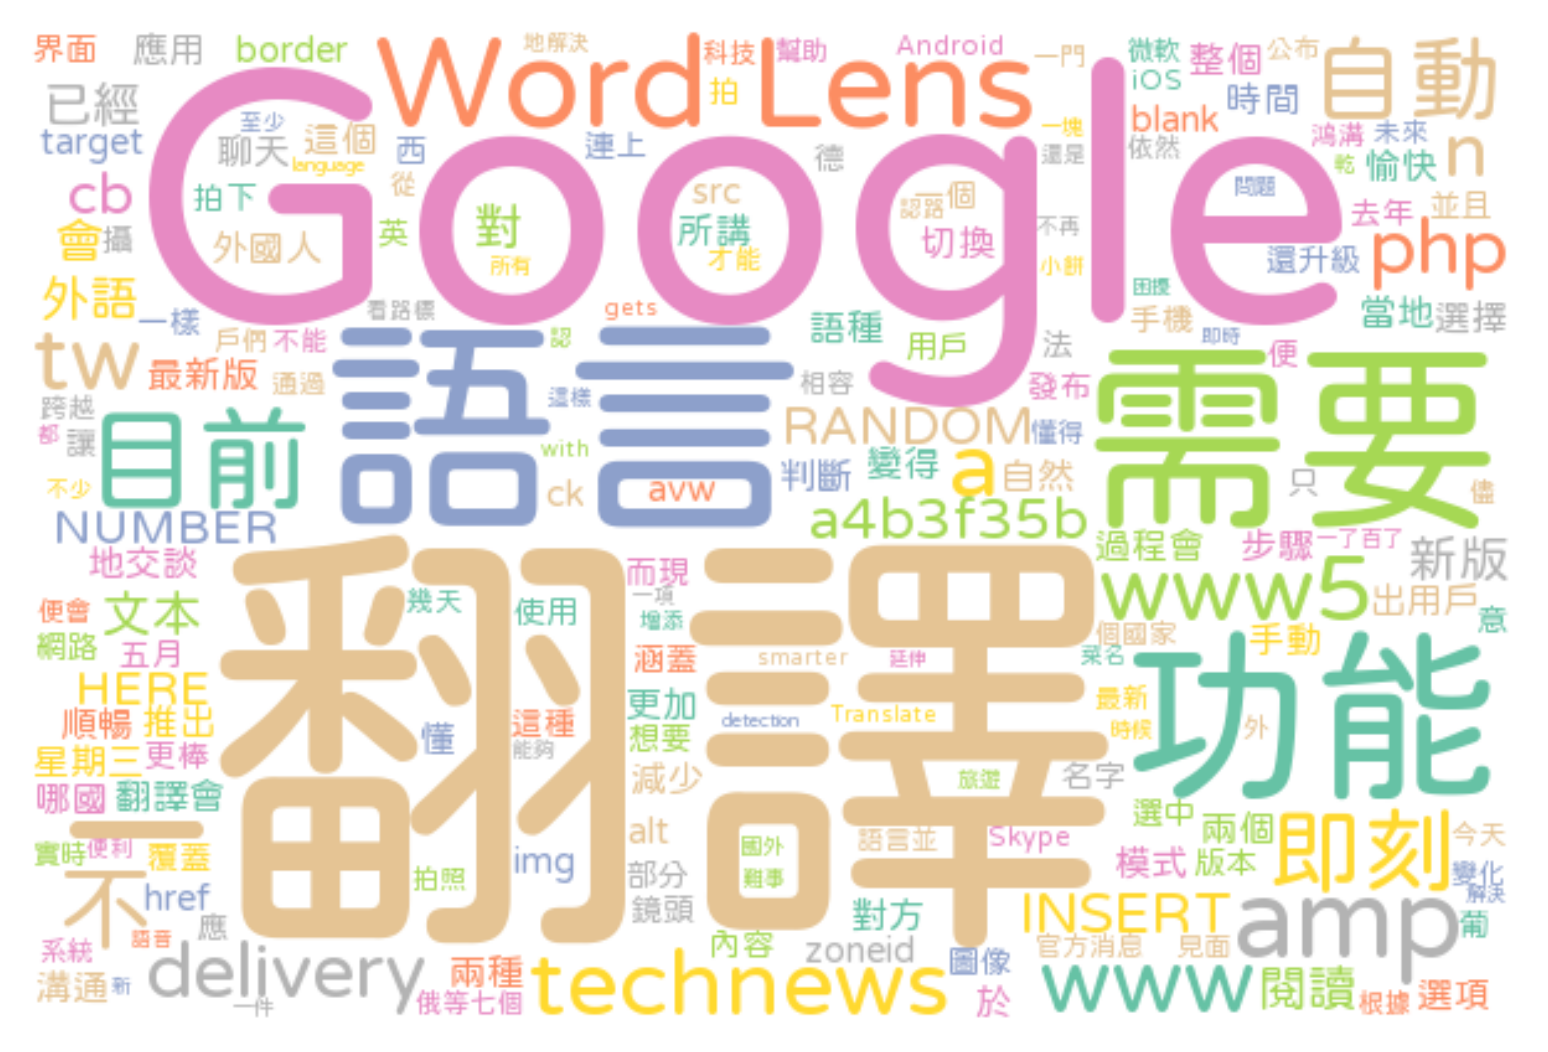 界面 應用 border Word Lens 科技 幫助 地解決 Android 一門 微軟 整個 公布 自動
已經 Google 拍 iOS 時間
target 至少 聊天 這個 西 連上 一塊 blank 鴻溝 未來 n
language 從 德 還是 依然 乾 愉快
cb 拍下 src 認路 一個 問題 去年 並且
會 攝 外國人 英 對 所有 所講 才能 切換 不再 小餅 還升級 php
外語 一樣 看路標 gets 語種 用戶 法 困擾 手機 即時 當地 選擇
tw 戶們 不能 語言 認 便 需要
最新版 通過 這樣 相容 發布
跨越 目前 RANDOM 懂得
都 讓 with 判斷 變得 a 自然 只
不少 ck avw a4b3f35b 儘
NUMBER 過程會 步驟 一了百了 新版
地交談 翻譯 而現 一項 www5 出用戶
便會 文本 幾天 使用 增添 個國家 手動 意
網路 五月 涵蓋 smarter 延伸 菜名 功能
HERE 更加 最新
順暢 推出 懂 這種 能夠 想要 detection Translate 時候 外
星期三 更棒 減少 旅遊 名字
哪國 翻譯會 選中 兩個 即刻
不 alt 國外 語言並 Skype 今天
實時 便利 覆蓋 拍照 img 部分 難事 模式 版本 變化
href 鏡頭 解決
應 對方 INSERT amp 葡
系統 語音 delivery 內容 zoneid 官方消息 見面
溝通 新 一件 兩種 俄等七個 technews 圖像 於 www 閱讀 根據 選項